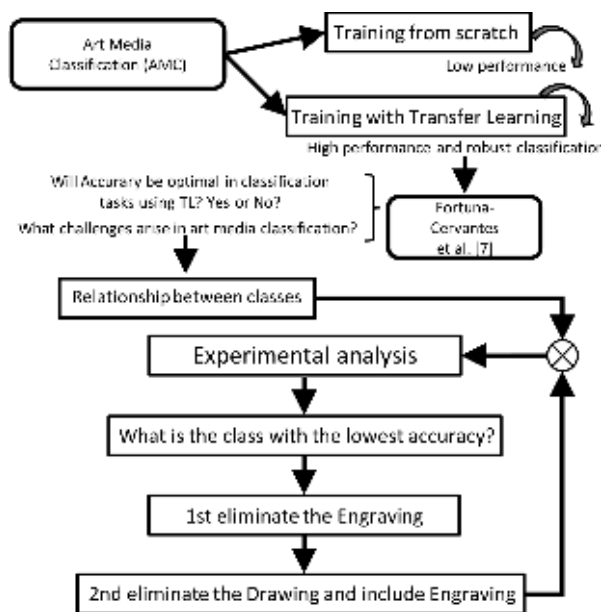 Art Media
Classification (AMC)
Training from scratch
Low performance
Training with Transfer Learning
High performance and robust classification
Will Accurary be optimal in classification
tasks using TL? Yes or No?
What challenges arise in art media classification?
Fortuna-
Cervantes
et al. [7]
Relationship between classes
Experimental analysis
What is the class with the lowest accuracy?
1st eliminate the Engraving
2nd eliminate the Drawing and include Engraving